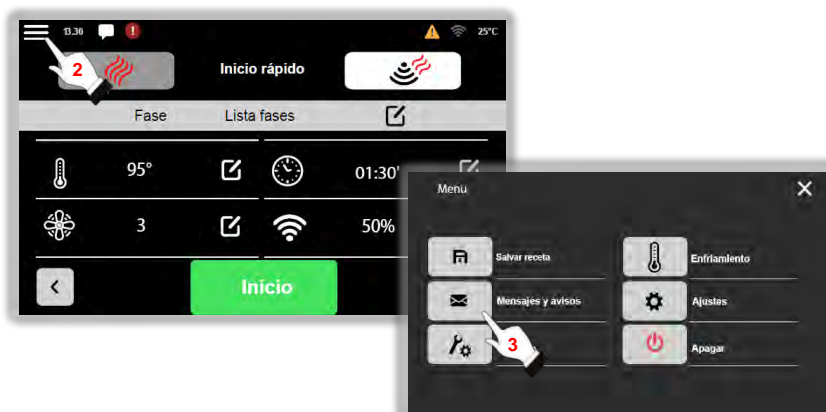 13.30
!
25°C
2
Inicio rápido
Fase
Lista fases
95°
01:30'
3
50%
Inicio
Menu
Salvar receta
Enfriamiento
Mensajes y avisos
Ajustes
3
Apagar